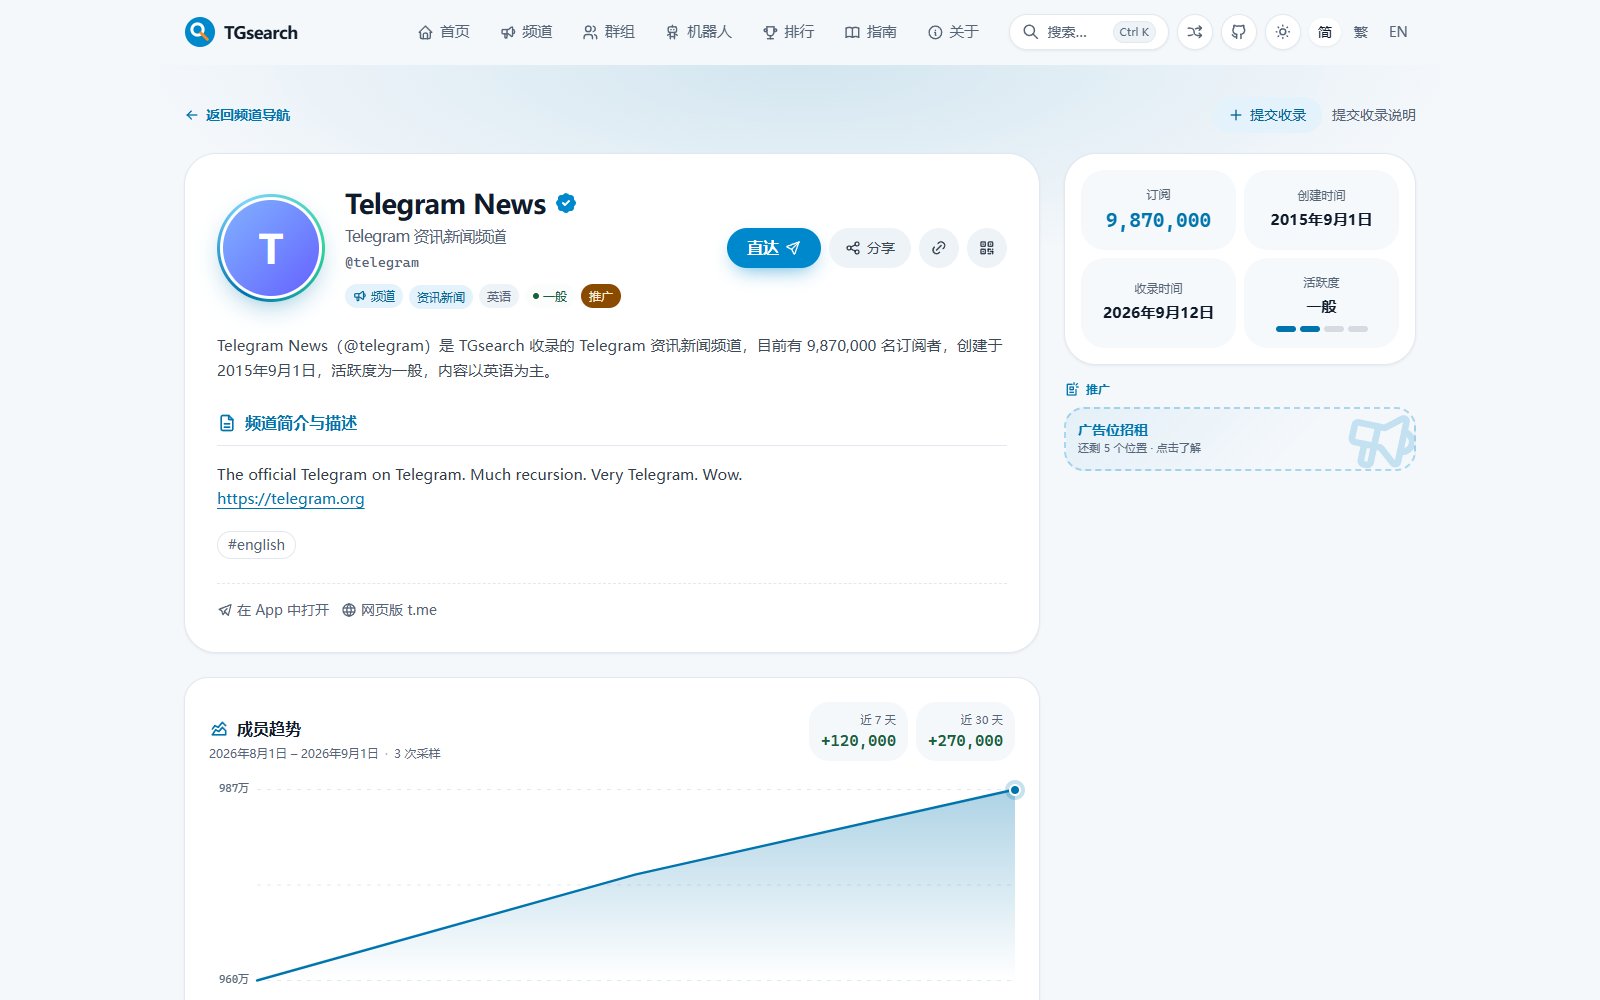 TGsearch
首页
频道
群组
机器人
排行
指南
关于
搜索...
Ctrl K
简
繁
EN
返回频道导航
提交收录
提交收录说明
T
Telegram News
Telegram 资讯新闻频道
@telegram
频道
资讯新闻
英语
一般
推广
直达
分享
Telegram News（@telegram）是 TGsearch 收录的 Telegram 资讯新闻频道，目前有 9,870,000 名订阅者，创建于
2015年9月1日，活跃度为一般，内容以英语为主。
频道简介与描述
The official Telegram on Telegram. Much recursion. Very Telegram. Wow.
https://telegram.org
#english
在 App 中打开
网页版 t.me
订阅
9,870,000
创建时间
2015年9月1日
收录时间
2026年9月12日
活跃度
一般
推广
广告位招租
还剩 5 个位置 · 点击了解
成员趋势
2026年8月1日 – 2026年9月1日 · 3 次采样
近 7 天
+120,000
近 30 天
+270,000
987万
960万